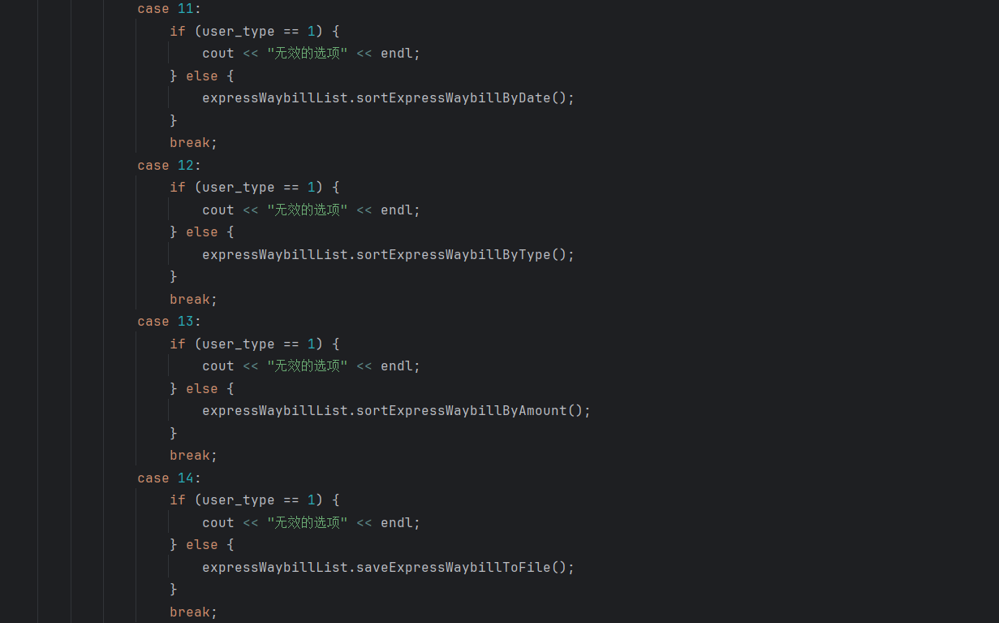 case 11:
if (user_type == 1) {
cout << "无效的选项" << endl;
} else {
expressWaybillList.sortExpressWaybillByDate();
}
break;
case 12:
if (user_type == 1) {
cout << "无效的选项" << endl;
} else {
expressWaybillList.sortExpressWaybillByType();
}
break;
case 13:
if (user_type == 1) {
cout << "无效的选项" << endl;
} else {
expressWaybillList.sortExpressWaybillByAmount();
}
break;
case 14:
if (user_type == 1) {
cout << "无效的选项" << endl;
} else {
expressWaybillList.saveExpressWaybillToFile();
}
break;